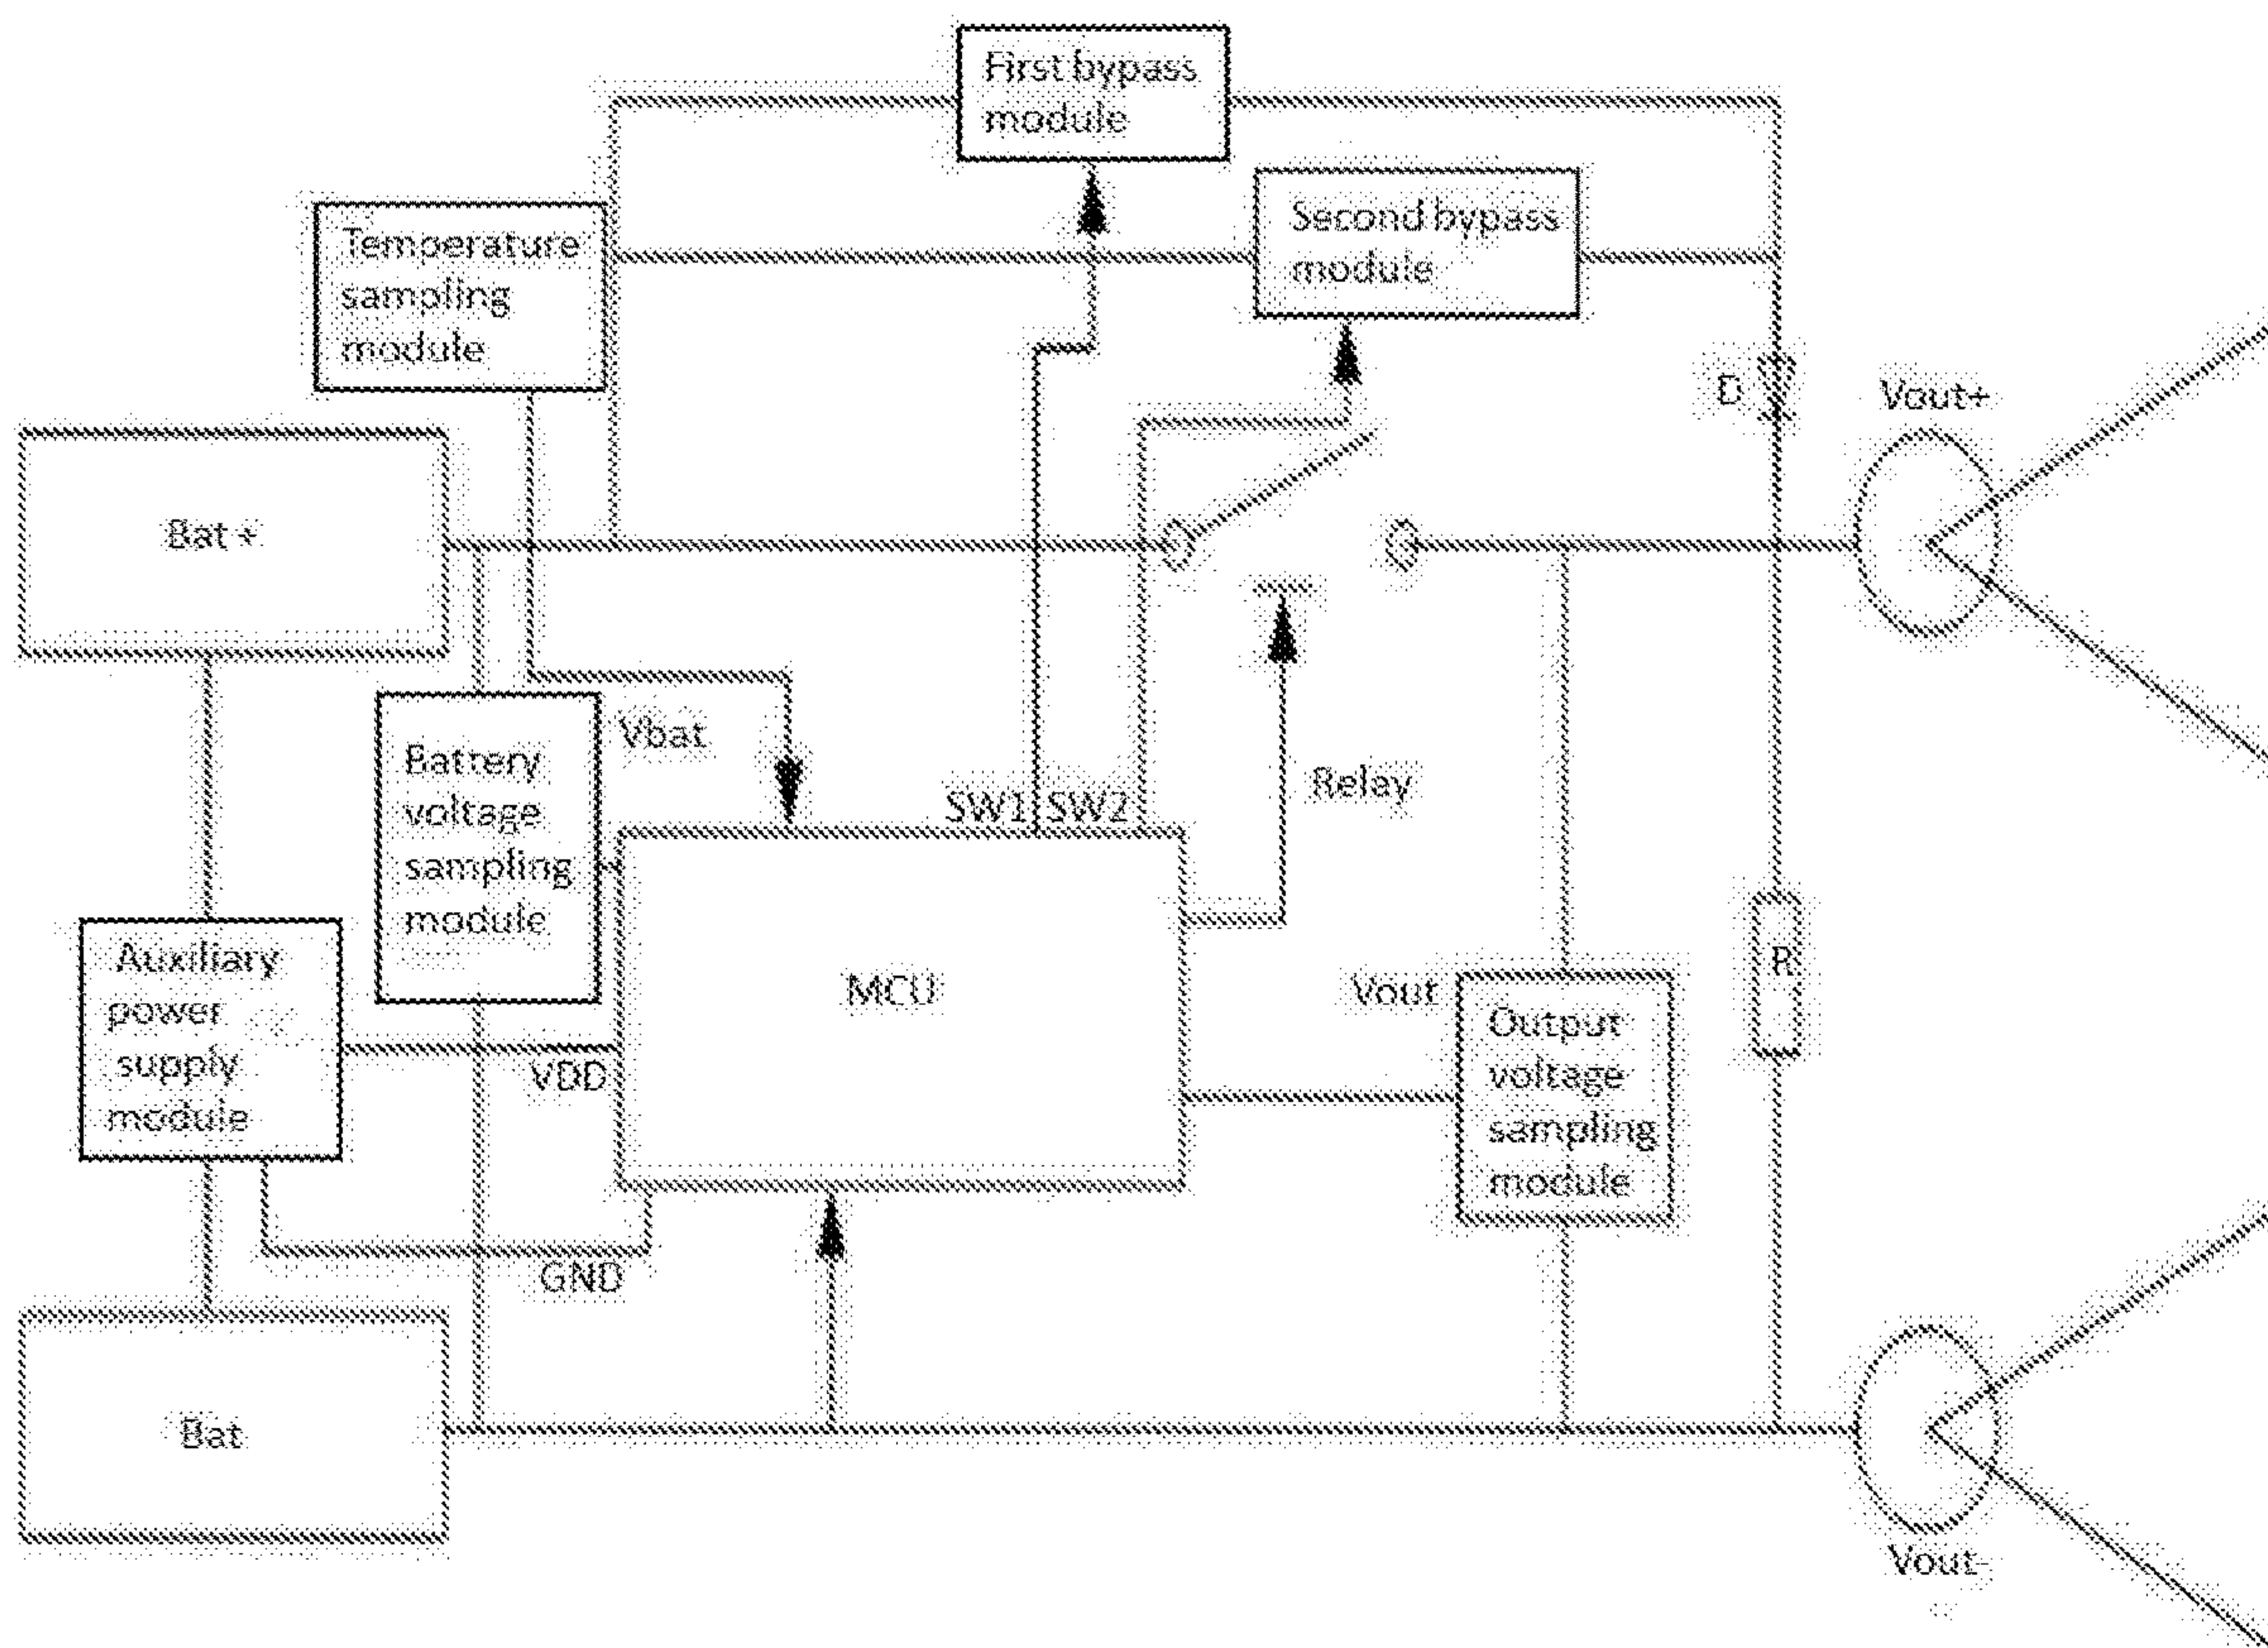 First bypass
module
Second bypass
module
Temperature
sampling
module
D
Vout+
Bat +
Vbat
Battery
voltage
sampling
module
SW1
SW2
Relay
Auxiliary
power
supply
module
MCU
Vout
R
Output
voltage
sampling
module
VDD
GND
Bat
Vout-